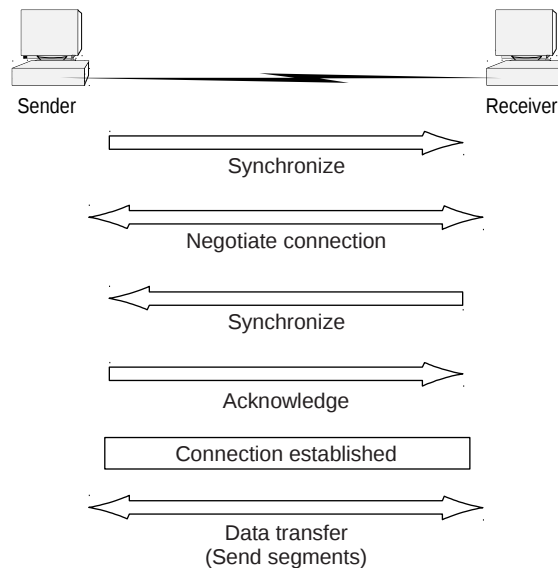 Sender
Receiver
Synchronize
Negotiate connection
Synchronize
Acknowledge
Connection established
Data transfer
(Send segments)